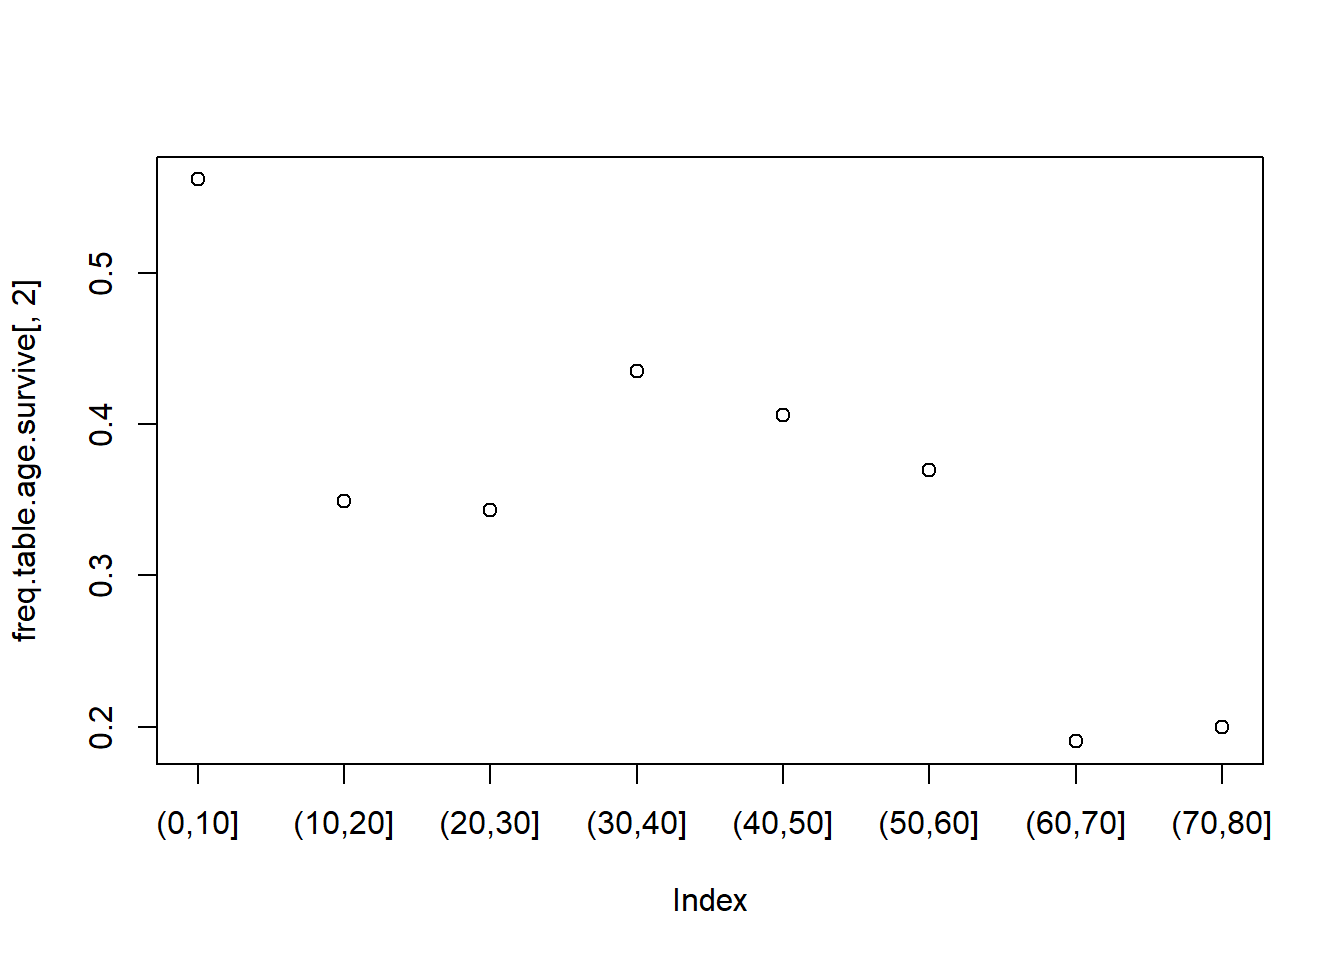 freq.table.age.survive[, 2]
0.5
0.4
0.3
0.2
(0,10] (10,20] (20,30] (30,40] (40,50] (50,60] (60,70] (70,80]
Index